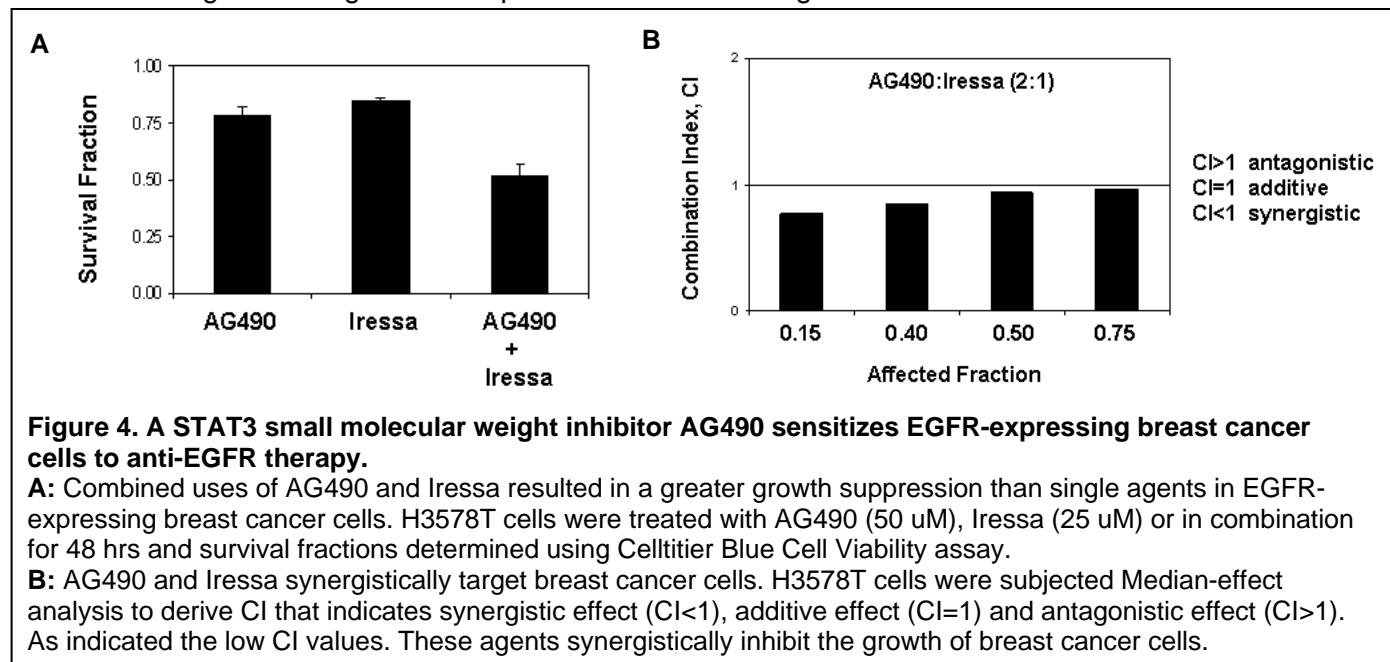 A
1.00
0.75
0.50
0.25
0.00
Survival Fraction
AG490
Iressa
AG490
+
Iressa
B
2
1
0
Combination Index, CI
AG490:Iressa (2:1)
0.15 0.40 0.50 0.75
Affected Fraction
CI>1 antagonistic
CI=1 additive
CI<1 synergistic
Figure 4. A STAT3 small molecular weight inhibitor AG490 sensitizes EGFR-expressing breast cancer
cells to anti-EGFR therapy.
A: Combined uses of AG490 and Iressa resulted in a greater growth suppression than single agents in EGFR-
expressing breast cancer cells. H3578T cells were treated with AG490 (50 uM), Iressa (25 uM) or in combination
for 48 hrs and survival fractions determined using Celltitier Blue Cell Viability assay.
B: AG490 and Iressa synergistically target breast cancer cells. H3578T cells were subjected Median-effect
analysis to derive CI that indicates synergistic effect (CI<1), additive effect (CI=1) and antagonistic effect (CI>1).
As indicated the low CI values. These agents synergistically inhibit the growth of breast cancer cells.